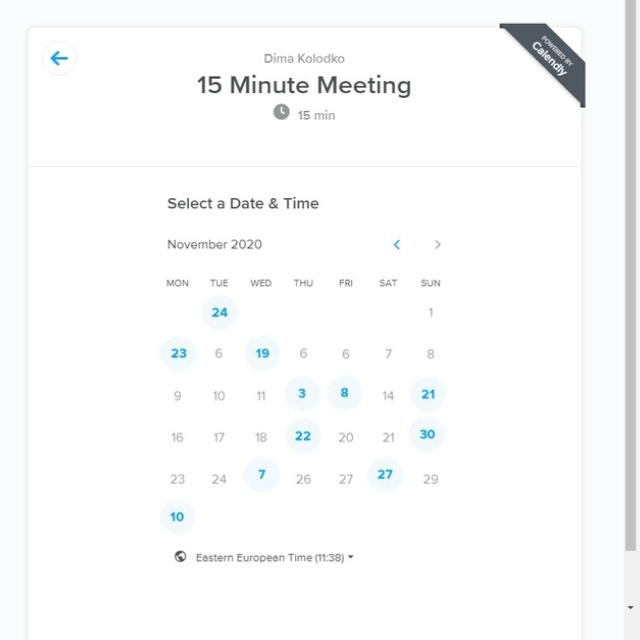 Dima Kolodko
15 Minute Meeting
15 min
POWERED BY
Calendly
Select a Date & Time
November 2020
MON TUE WED THU FRI SAT SUN
24 1
23 6 19 6 6 7 8
9 10 11 3 8 14 21
16 17 18 22 20 21 30
23 24 7 26 27 27 29
10
Eastern European Time (11:38)